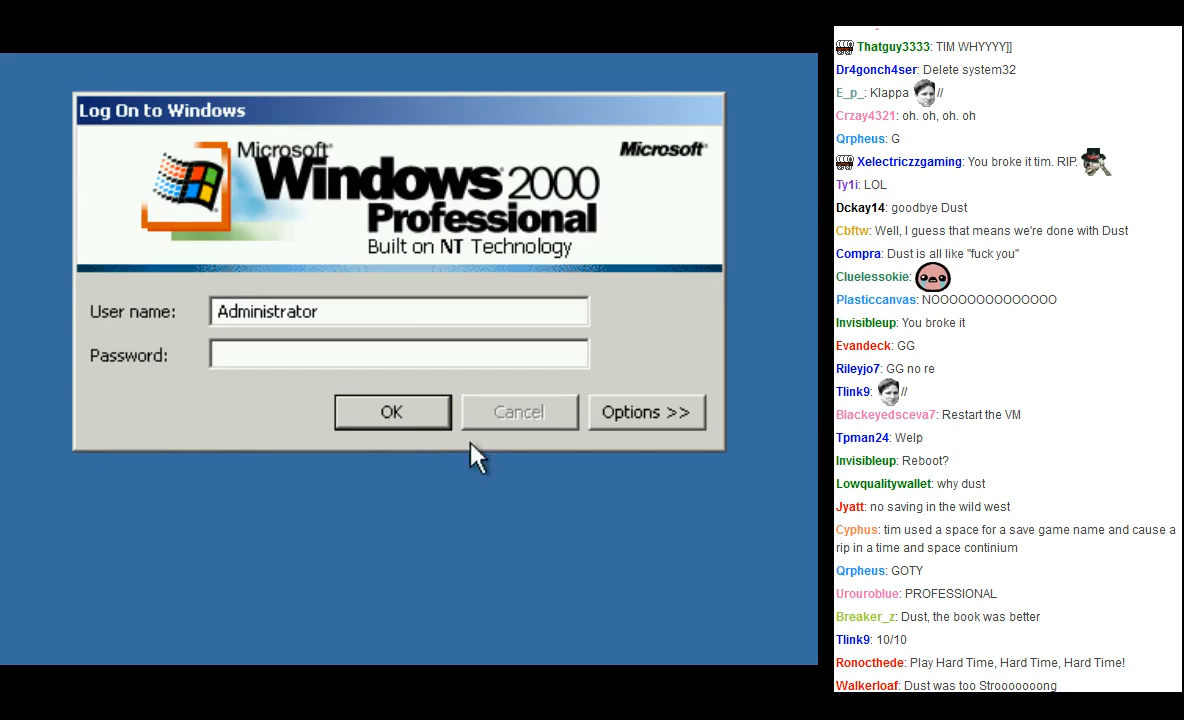 Log On to Windows
Microsoft
Microsoft
Windows 2000
Professional
Built on NT Technology
User name: Administrator
Password:
OK Cancel Options >>
Thatguy3333: TIM WHYYYY]]
Dr4gonch4ser: Delete system32
E_p_: Klappa //
Crzay4321: oh. oh, oh. oh
Qrpheus: G
Xelectriczzgaming: You broke it tim. RIP.
Ty1i: LOL
Dckay14: goodbye Dust
Cbftw: Well, I guess that means we're done with Dust
Compra: Dust is all like "fuck you"
Cluelessokie:
Plasticcanvas: NOOOOOOOOOOOOOO
Invisibleup: You broke it
Evandeck: GG
Rileyjo7: GG no re
Tlink9: //
Blackeyedsceva7: Restart the VM
Tpman24: Welp
Invisibleup: Reboot?
Lowqualitywallet: why dust
Jyatt: no saving in the wild west
Cyphus: tim used a space for a save game name and cause a
rip in a time and space continium
Qrpheus: GOTY
Urouroblue: PROFESSIONAL
Breaker_z: Dust, the book was better
Tlink9: 10/10
Ronocthede: Play Hard Time, Hard Time, Hard Time!
Walkerloaf: Dust was too Strooooooong